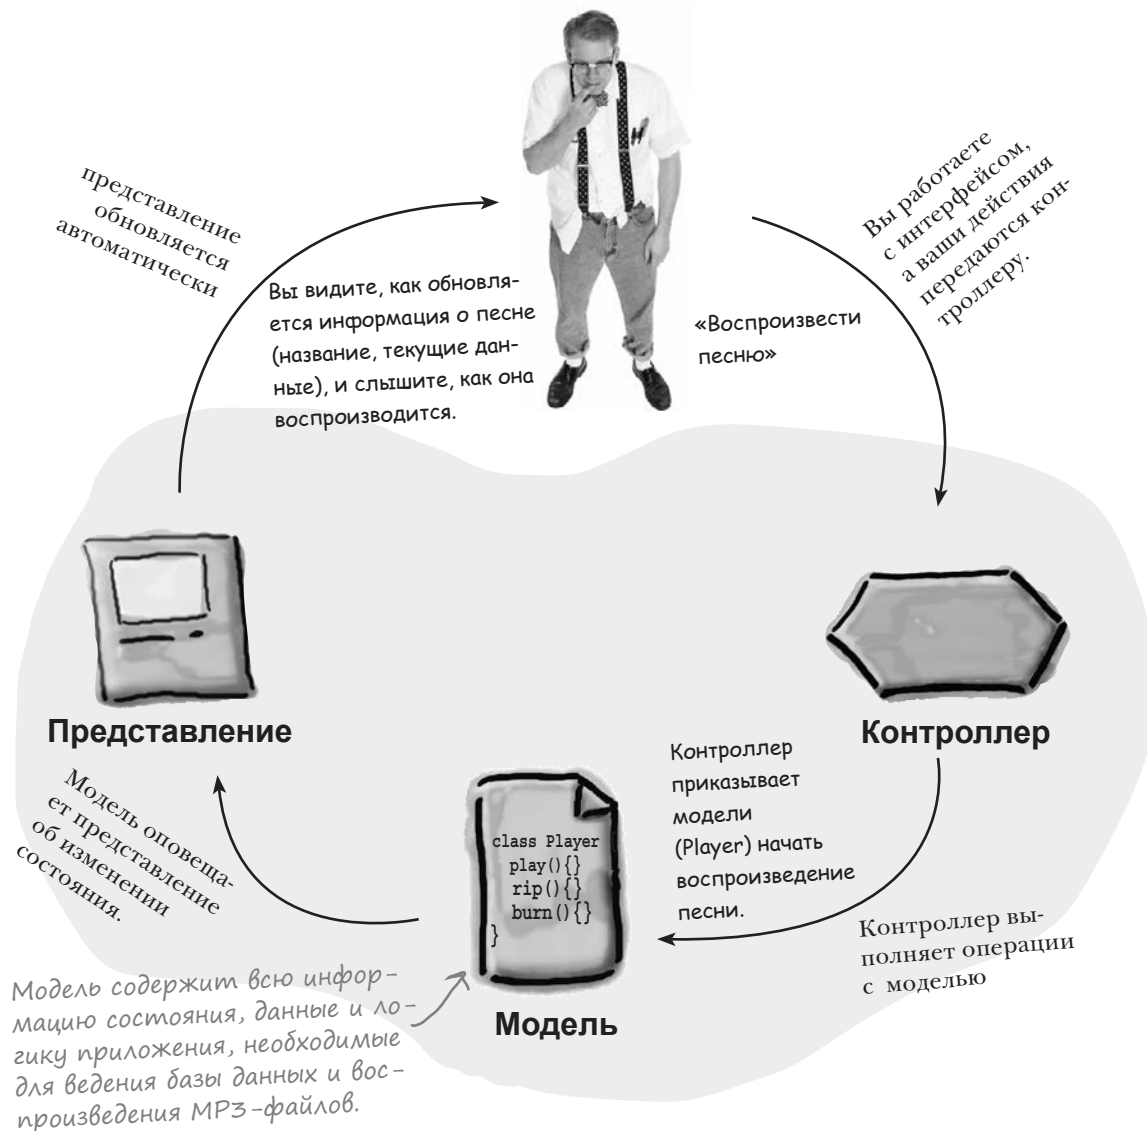 представление
обновляется
автоматически
Вы видите, как обновля-
ется информация о песне
(название, текущие дан-
ные), и слышите, как она
воспроизводится.
«Воспроизвести
песню»
Вы работаете
с интерфейсом,
а ваши действия
передаются кон-
троллеру.
Представление
Контроллер
Модель оповеща-
ет представление
об изменении
состояния.
class Player
play(){}
rip(){}
burn(){}
}
Модель
Контроллер
приказывает
модели
(Player) начать
воспроизведение
песни.
Контроллер вы-
полняет операции
с моделью
Модель содержит всю инфор-
мацию состояния, данные и ло-
гику приложения, необходимые
для ведения базы данных и вос-
произведения MP3-файлов.